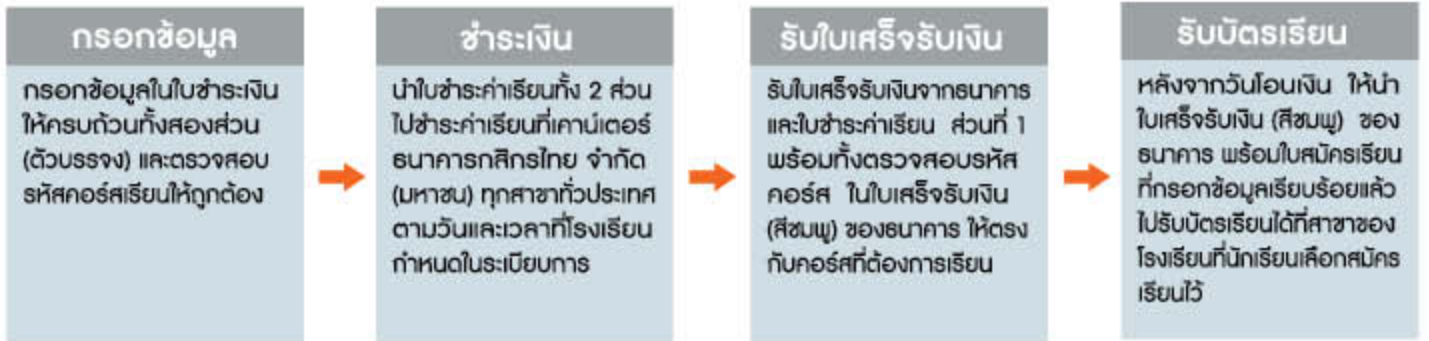 กรอกข้อมูล
กรอกข้อมูลในใบชำระเงิน
ให้ครบถ้วนทั้งสองส่วน
(ตัวบรรจง) และตรวจสอบ
รหัสคอร์สเรียนให้ถูกต้อง
ชำระเงิน
นำใบชำระค่าเรียนทั้ง 2 ส่วน
ไปชำระค่าเรียนที่เคาน์เตอร์
ธนาคารกสิกรไทย จำกัด
(มหาชน) ทุกสาขาทั่วประเทศ
ตามวันและเวลาที่โรงเรียน
กำหนดในระเบียบการ
รับใบเสร็จรับเงิน
รับใบเสร็จรับเงินจากธนาคาร
และใบชำระค่าเรียน ส่วนที่ 1
พร้อมทั้งตรวจสอบรหัส
คอร์ส ในใบเสร็จรับเงิน
(สีชมพู) ของธนาคาร ให้ตรง
กับคอร์สที่ต้องการเรียน
รับบัตรเรียน
หลังจากวันโอนเงิน ให้นำ
ใบเสร็จรับเงิน (สีชมพู) ของ
ธนาคาร พร้อมใบสมัครเรียน
ที่กรอกข้อมูลเรียบร้อยแล้ว
ไปรับบัตรเรียนได้ที่สาขาของ
โรงเรียนที่นักเรียนเลือกสมัคร
เรียนไว้